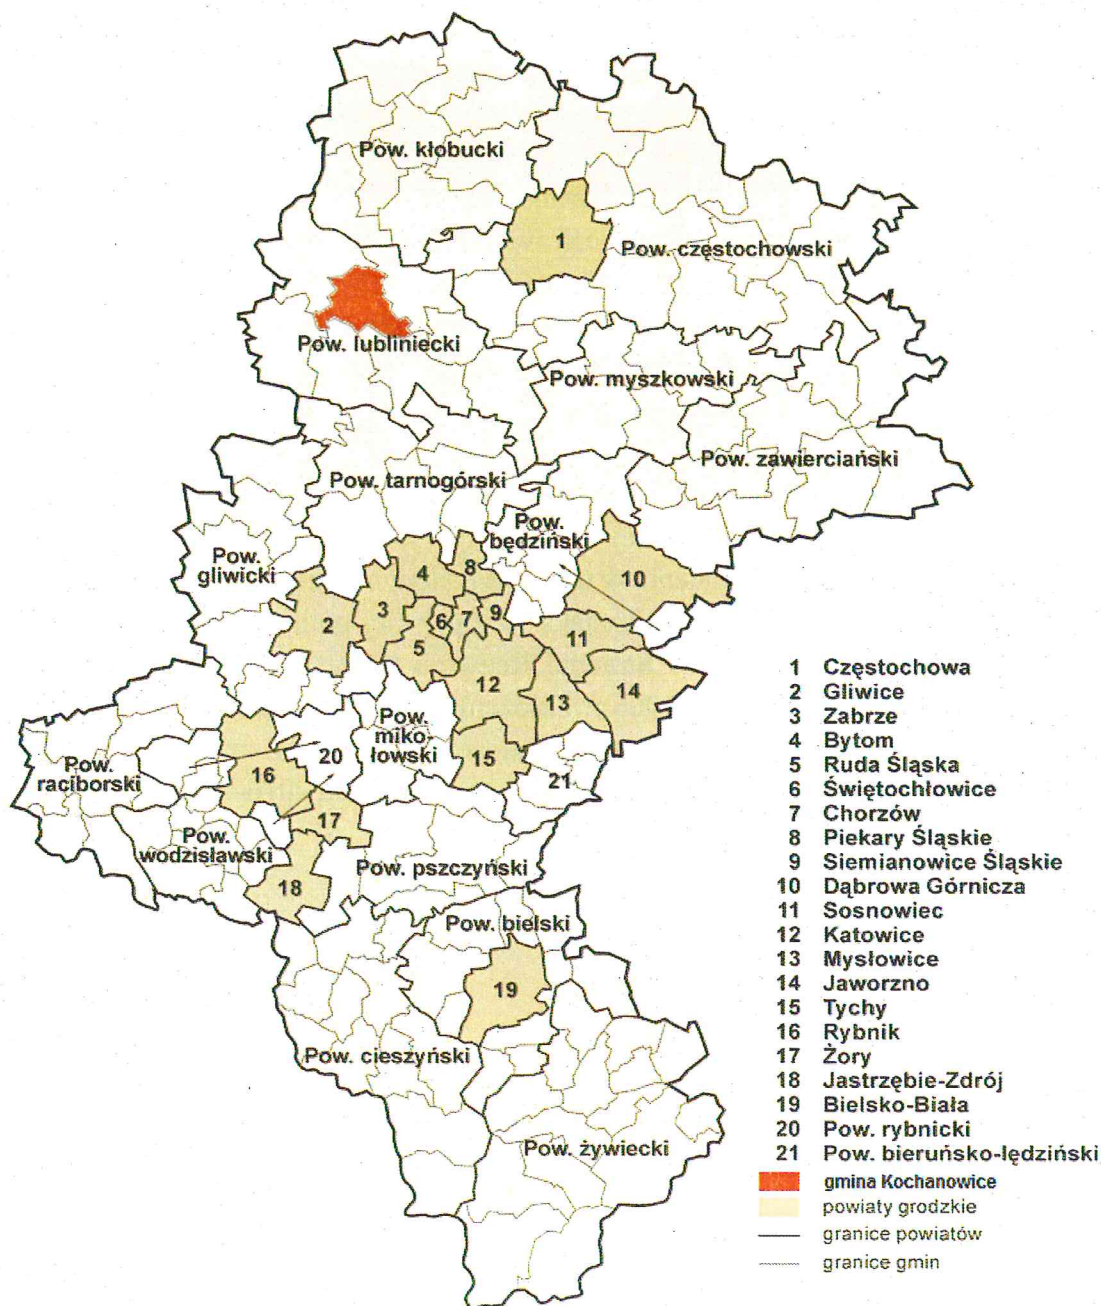 Pow. kłobucki
1
Pow. częstochowski
Pow. lubliniecki
Pow. myszkowski
Pow. zawierciański
Pow. tarnogórski
Pow.
będziński
Pow.
gliwicki
4
8
10
3
6
7
9
2
5
11
12
13
14
Pow.
miko-
łowski
20
15
21
Pow.
raciborski
16
17
Pow.
wodzisławski
Pow. pszczyński
18
Pow. bielski
19
Pow. cieszyński
Pow. żywiecki
1 Częstochowa
2 Gliwice
3 Zabrze
4 Bytom
5 Ruda Śląska
6 Świętochłowice
7 Chorzów
8 Piekary Śląskie
9 Siemianowice Śląskie
10 Dąbrowa Górnicza
11 Sosnowiec
12 Katowice
13 Mysłowice
14 Jaworzno
15 Tychy
16 Rybnik
17 Żory
18 Jastrzębie-Zdrój
19 Bielsko-Biała
20 Pow. rybnicki
21 Pow. bieruńsko-lędziński
gmina Kochanowice
powiaty grodzkie
granice powiatów
granice gmin